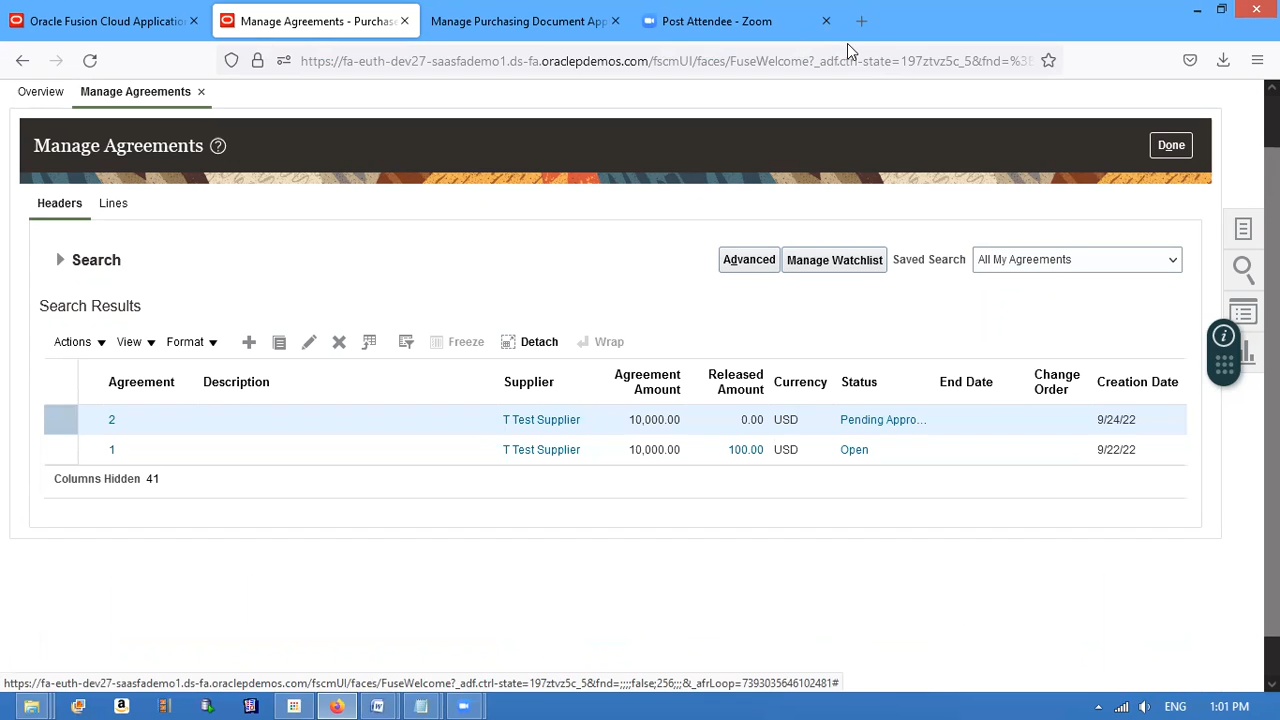 Oracle Fusion Cloud Application
Manage Agreements - Purchase
Manage Purchasing Document App
Post Attendee - Zoom
https://fa-euth-dev27-saasfademo1.ds-fa.oraclepdemos.com/fscmUI/faces/FuseWelcome?_adf.ctrl-state=197ztvz5c_5&fnd=%3B
Overview Manage Agreements ×
Manage Agreements ?
Done
Headers Lines
Search
Advanced Manage Watchlist Saved Search All My Agreements
Search Results
Actions View Format Freeze Detach Wrap
Agreement Description Supplier Agreement Amount Released Amount Currency Status End Date Change Order Creation Date
2 T Test Supplier 10,000.00 0.00 USD Pending Appro... 9/24/22
1 T Test Supplier 10,000.00 100.00 USD Open 9/22/22
Columns Hidden 41
https://fa-euth-dev27-saasfademo1.ds-fa.oraclepdemos.com/fscmUI/faces/FuseWelcome?_adf.ctrl-state=197ztvz5c_5&fnd=;;;;false;256;;;&_afrLoop=7393035646102481#
ENG 1:01 PM